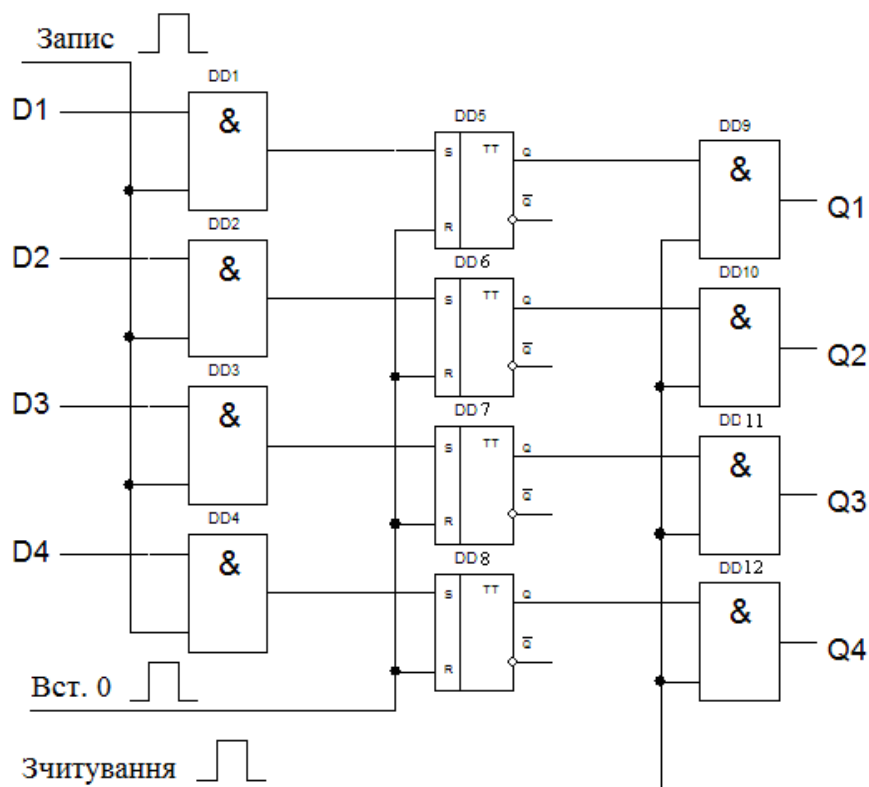 Запис
DD1
D1
&
DD5
S TT Q
Q
R
DD9
&
Q1
DD2
D2
&
DD6
S TT Q
Q
R
DD10
&
Q2
DD3
D3
&
DD7
S TT Q
Q
R
DD11
&
Q3
DD4
D4
&
DD8
S TT Q
Q
R
DD12
&
Q4
Вст. 0
Зчитування